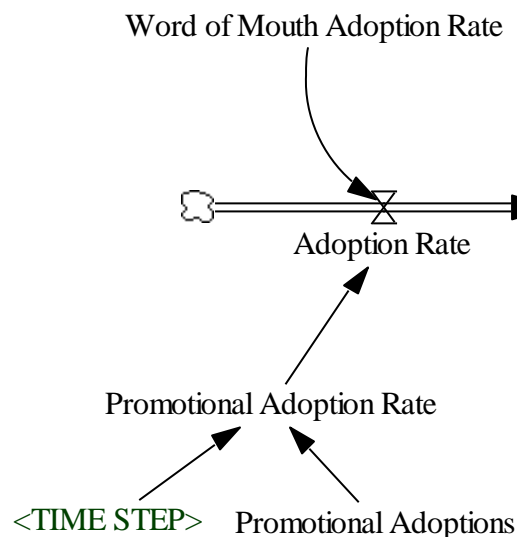 Word of Mouth Adoption Rate
Adoption Rate
Promotional Adoption Rate
<TIME STEP>
Promotional Adoptions